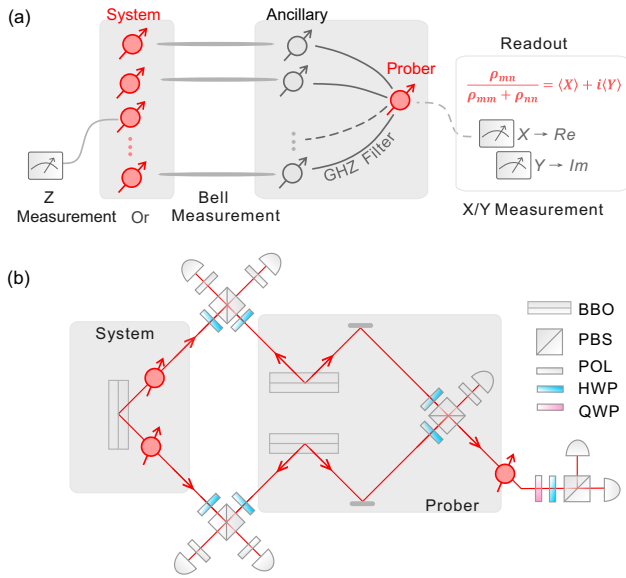 (a)
System
Ancillary
Prober
GHZ Filter
Readout
ρₘₙ / (ρₘₘ + ρₙₙ) = ⟨X⟩ + i⟨Y⟩
X → Re
Y → Im
Z
Measurement
Or
Bell
Measurement
X/Y Measurement
(b)
System
Prober
BBO
PBS
POL
HWP
QWP